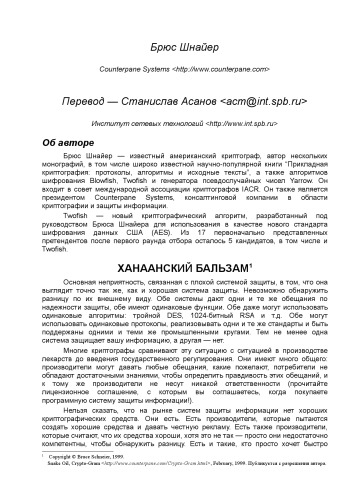 Брюс Шнайер
Counterpane Systems <http://www.counterpane.com>
Перевод — Станислав Асанов <acm@int.spb.ru>
Институт сетевых технологий <http://www.int.spb.ru>
Об авторе
Брюс Шнайер — известный американский криптограф, автор нескольких
монографий, в том числе широко известной научно-популярной книги "Прикладная
криптография: протоколы, алгоритмы и исходные тексты", а также алгоритмов
шифрования Blowfish, Twofish и генератора псевдослучайных чисел Yarrow. Он
входит в совет международной ассоциации криптографов IACR. Он также является
президентом Counterpane Systems, консалтинговой компании в области
криптографии и защиты информации.
Twofish — новый криптографический алгоритм, разработанный под
руководством Брюса Шнайера для использования в качестве нового стандарта
шифрования данных США (AES). Из 17 первоначально представленных
претендентов после первого раунда отбора осталось 5 кандидатов, в том числе и
Twofish.
ХАНААНСКИЙ БАЛЬЗАМ¹
Основная неприятность, связанная с плохой системой защиты, в том, что она
выглядит точно так же, как и хорошая система защиты. Невозможно обнаружить
разницу по их внешнему виду. Обе системы дают одни и те же обещания по
надежности защиты, обе имеют одинаковые функции. Обе даже могут использовать
одинаковые алгоритмы: тройной DES, 1024-битный RSA и т.д. Обе могут
использовать одинаковые протоколы, реализовывать одни и те же стандарты и быть
поддержаны одними и теми же промышленными кругами. Тем не менее одна
система защищает вашу информацию, а другая — нет.
Многие криптографы сравнивают эту ситуацию с ситуацией в производстве
лекарств до введения государственного регулирования. Они имеют много общего:
производители могут давать любые обещания, какие пожелают, потребители не
обладают достаточными знаниями, чтобы определить правдивость этих обещаний, и
к тому же производители не несут никакой ответственности (прочитайте
лицензионное соглашение, с которым вы соглашаетесь, когда покупаете
программную систему защиты информации!).
Нельзя сказать, что на рынке систем защиты информации нет хороших
криптографических средств. Они есть. Есть производители, которые пытаются
создать хорошие средства и давать честную рекламу. Есть также производители,
которые считают, что их средства хороши, хотя это не так — просто они недостаточно
компетентны, чтобы обнаружить разницу. Есть и такие, кто просто хочет быстро
¹ Copyright © Bruce Schneier, 1999.
Snake Oil, Crypto-Gram <http://www.counterpane.com/Crypto-Gram.html>, February, 1999. Публикуется с разрешения автора.